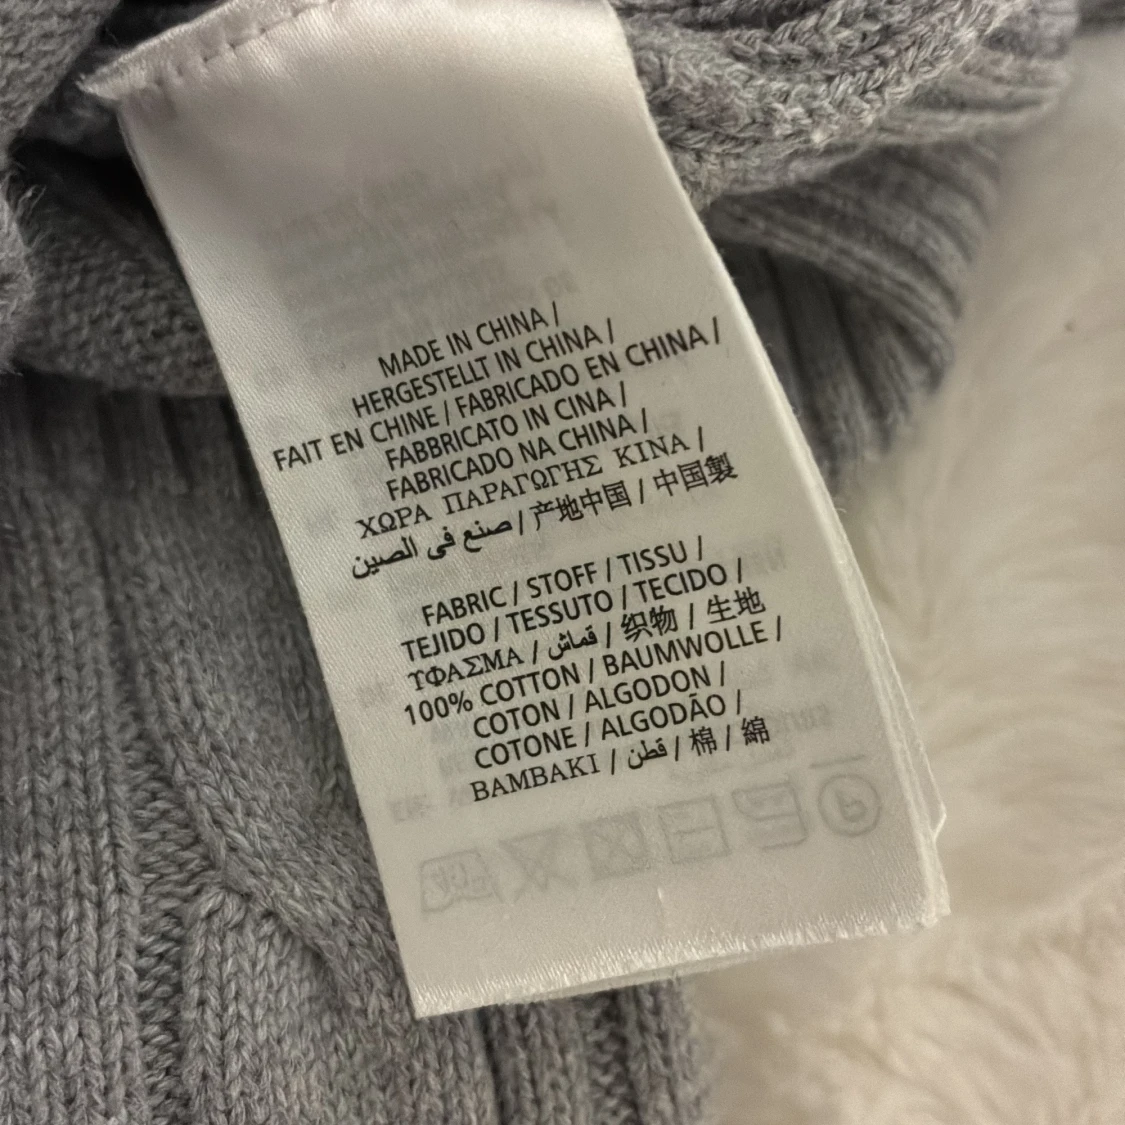 MADE IN CHINA /
HERGESTELLT IN CHINA /
FAIT EN CHINE / FABRICADO EN CHINA /
FABBRICATO IN CINA /
FABRICADO NA CHINA /
ΧΩΡΑ ΠΑΡΑΓΩΓΗΣ ΚΙΝΑ /
صنع فى الصين / 产地中国 / 中国製
FABRIC / STOFF / TISSU /
TEJIDO / TESSUTO / TECIDO /
ΥΦΑΣΜΑ / قماش / 织物 / 生地
100% COTTON / BAUMWOLLE /
COTON / ALGODON /
COTONE / ALGODÃO /
BAMBAKI / قطن / 棉 / 綿